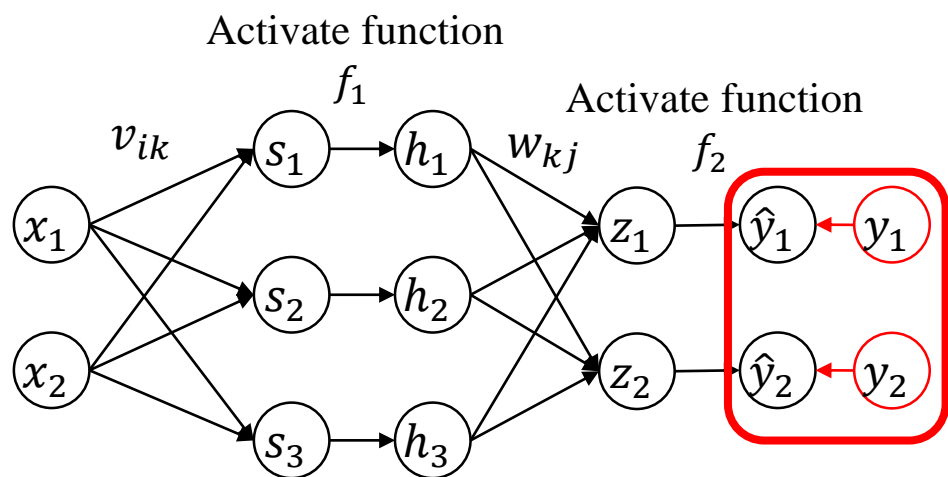 Activate function
f₁
Activate function
f₂
vᵢₖ
wₖⱼ
s₁ h₁
x₁ z₁ ŷ₁ y₁
s₂ h₂
x₂ z₂ ŷ₂ y₂
s₃ h₃